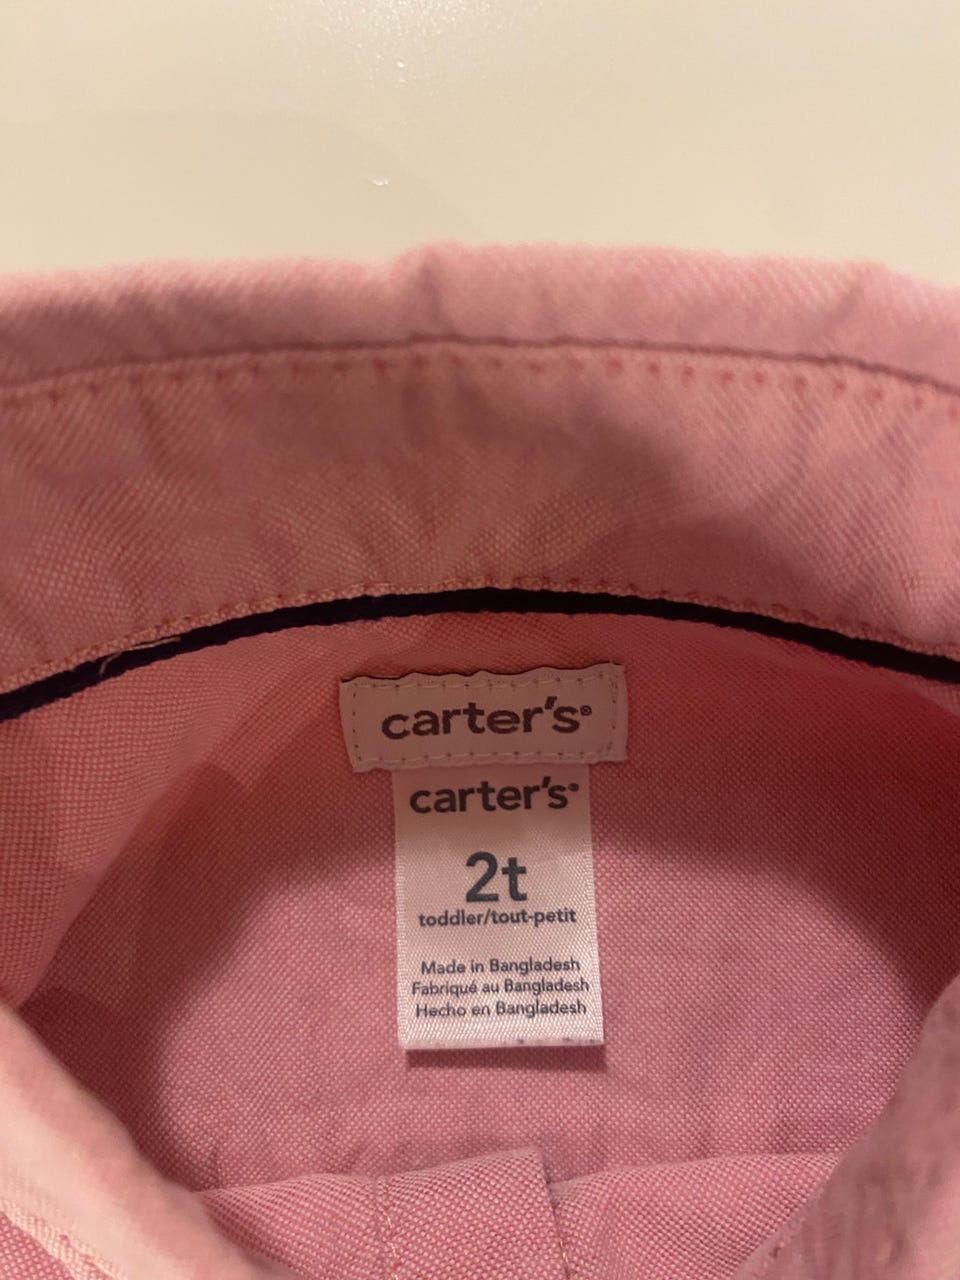 carter's®
carter's®
2t
toddler/tout-petit
Made in Bangladesh
Fabriqué au Bangladesh
Hecho en Bangladesh